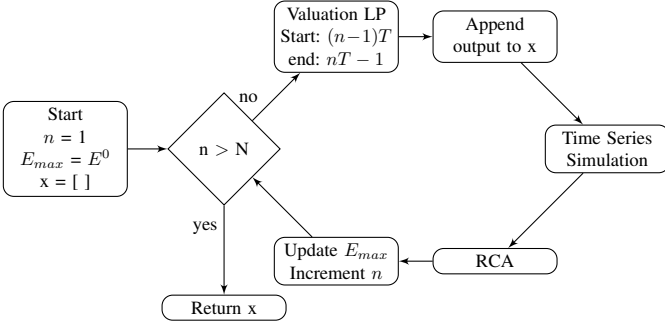 Start
n = 1
E_max = E^0
x = [ ]
n > N
no
yes
Valuation LP
Start: (n−1)T
end: nT − 1
Append
output to x
Time Series
Simulation
RCA
Update E_max
Increment n
Return x